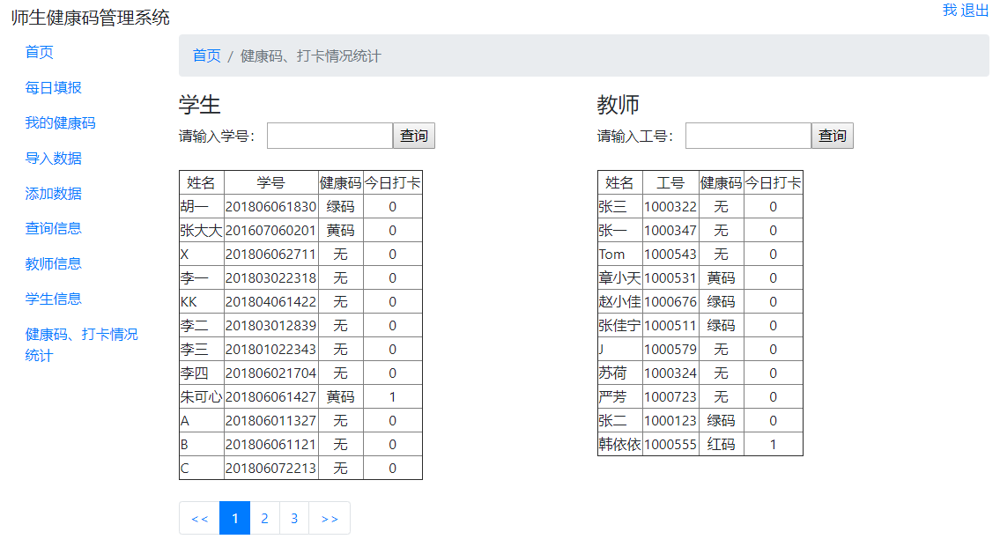 师生健康码管理系统
我 退出
首页
每日填报
我的健康码
导入数据
添加数据
查询信息
教师信息
学生信息
健康码、打卡情况
统计
首页 / 健康码、打卡情况统计
学生
请输入学号： 查询
姓名 学号 健康码 今日打卡
胡一 201806061830 绿码 0
张大大 201607060201 黄码 0
X 201806062711 无 0
李一 201803022318 无 0
KK 201804061422 无 0
李二 201803012839 无 0
李三 201801022343 无 0
李四 201806021704 无 0
朱可心 201806061427 黄码 1
A 201806011327 无 0
B 201806061121 无 0
C 201806072213 无 0
<< 1 2 3 >>
教师
请输入工号： 查询
姓名 工号 健康码 今日打卡
张三 1000322 无 0
张一 1000347 无 0
Tom 1000543 无 0
章小天 1000531 黄码 0
赵小佳 1000676 绿码 0
张佳宁 1000511 绿码 0
J 1000579 无 0
苏荷 1000324 无 0
严芳 1000723 无 0
张二 1000123 绿码 0
韩依依 1000555 红码 1